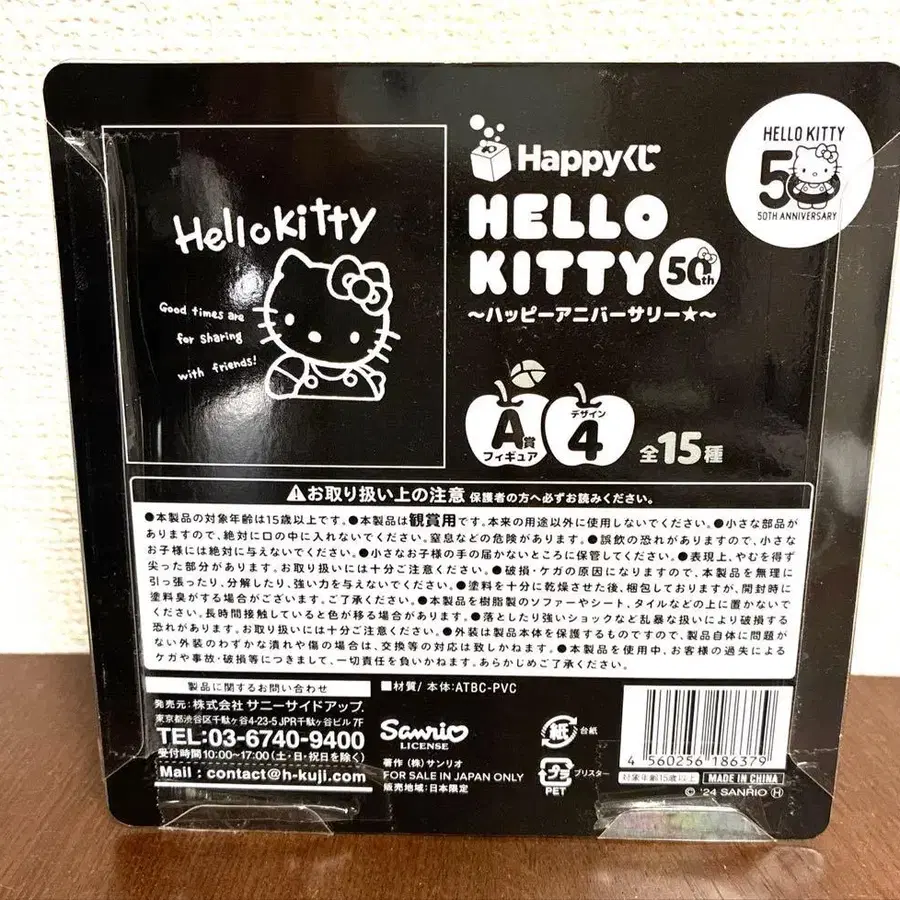 Hello Kitty
Good times are
for sharing
with friends!
Happyくじ
HELLO
KITTY 50th
～ハッピーアニバーサリー★～
HELLO KITTY
50
50TH ANNIVERSARY
A賞
フィギュア
デザイン
4
全15種
⚠お取り扱い上の注意 保護者の方へ必ずお読みください。
●本製品の対象年齢は15歳以上です。●本製品は観賞用です。本来の用途以外に使用しないでください。●小さな部品が
ありますので、絶対に口の中に入れないでください。窒息などの危険があります。●誤飲の恐れがありますので、小さな
お子様には絶対に与えないでください。●小さなお子様の手の届かないところに保管してください。●表現上、やむを得ず
尖った部分があります。お取り扱いには十分ご注意ください。●破損・ケガの原因になりますので、本製品を無理に
引っ張ったり、分解したり、強い力を与えないでください。●塗料を十分に乾燥させた後、梱包しておりますが、開封時に
塗料臭がする場合がございます。ご了承ください。●本製品を樹脂製のソファーやシート、タイルなどの上に置かないで
ください。長時間接触していると色が移る場合があります。●落としたり強いショックなど乱暴な扱いにより破損する
恐れがあります。お取り扱いには十分ご注意ください。●外装は製品本体を保護するものですので、製品自体に問題が
ない外装のわずかな潰れや傷の場合は、交換等の対応は致しかねます。●本製品を使用中、お客様の過失による
ケガや事故・破損等につきまして、一切責任を負いかねます。あらかじめご了承ください。
製品に関するお問い合わせ
発売元：株式会社 サニーサイドアップ
東京都渋谷区千駄ヶ谷4-23-5 JPR千駄ヶ谷ビル7F
TEL:03-6740-9400
受付時間 10:00～17:00（土・日・祝日を除く）
Mail : contact@h-kuji.com
■材質/ 本体:ATBC-PVC
Sanrio
LICENSE
著作（株）サンリオ
FOR SALE IN JAPAN ONLY
販売地域：日本限定
紙 台紙
プラ ブリスター
PET
4 560256 186379
対象年齢15歳以上 MADE IN CHINA
© '24 SANRIO Ⓗ